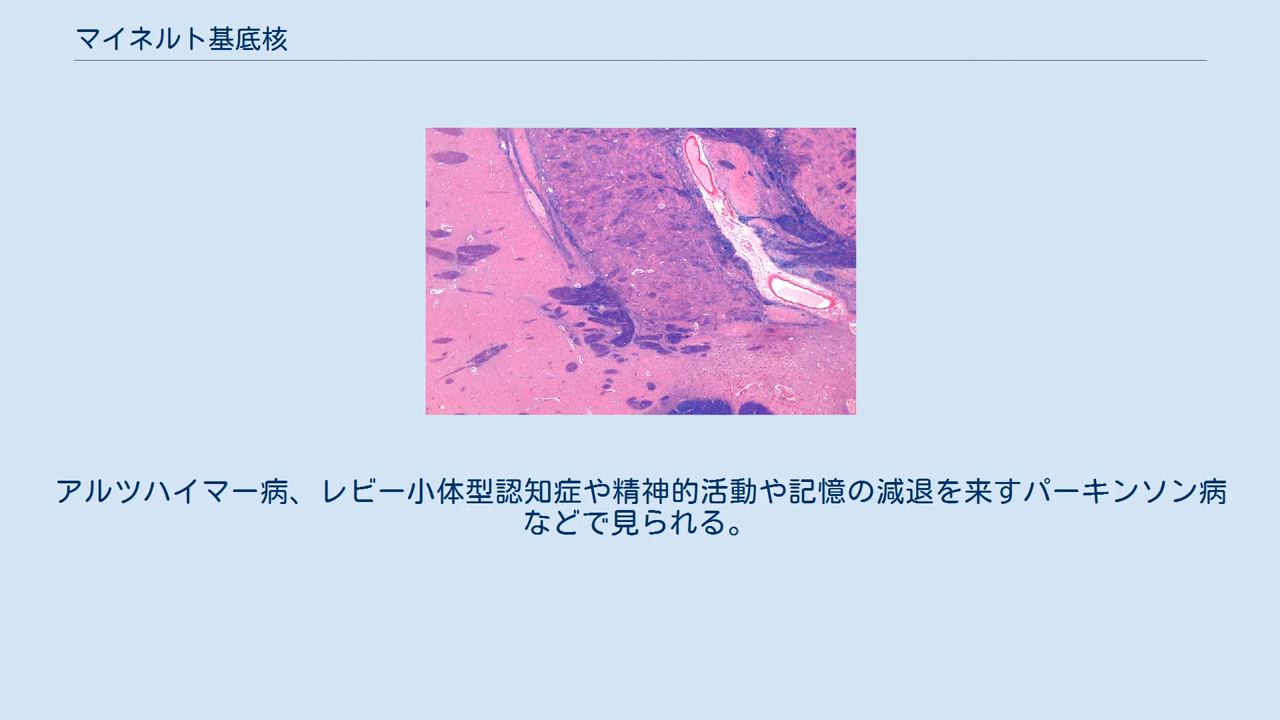 マイネルト基底核
アルツハイマー病、レビー小体型認知症や精神的活動や記憶の減退を来すパーキンソン病
などで見られる。